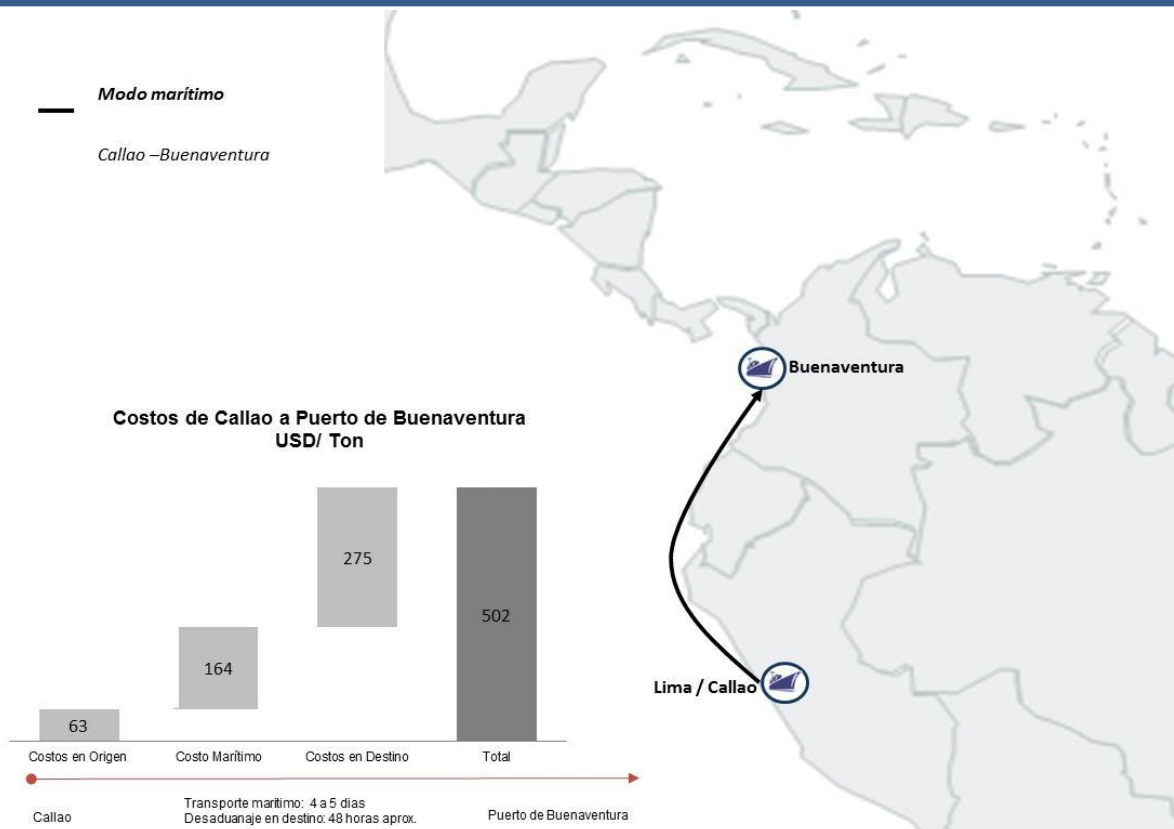 Modo marítimo
Callao –Buenaventura
Buenaventura
Lima / Callao
Costos de Callao a Puerto de Buenaventura
USD/ Ton
275
502
164
63
Costos en Origen
Costo Marítimo
Costos en Destino
Total
Callao
Transporte marítimo: 4 a 5 dias
Desaduanaje en destino: 48 horas aprox.
Puerto de Buenaventura